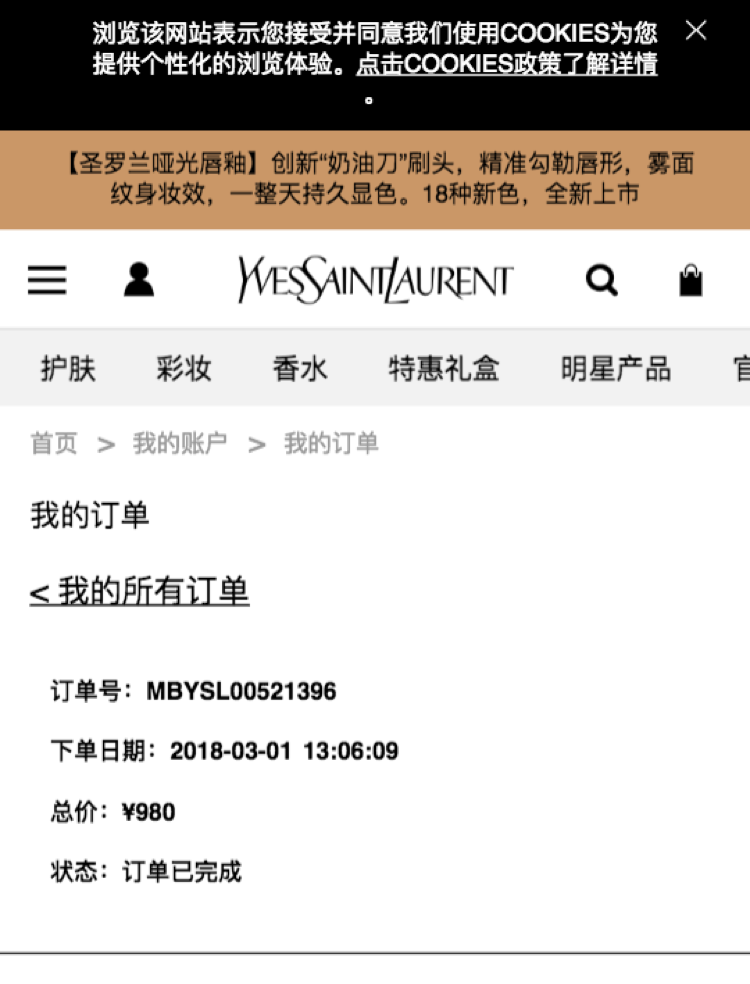 浏览该网站表示您接受并同意我们使用COOKIES为您
提供个性化的浏览体验。点击COOKIES政策了解详情
。
【圣罗兰哑光唇釉】创新“奶油刀”刷头，精准勾勒唇形，雾面
纹身妆效，一整天持久显色。18种新色，全新上市
YVESSAINTLAURENT
护肤 彩妆 香水 特惠礼盒 明星产品
首页 > 我的账户 > 我的订单
我的订单
< 我的所有订单
订单号：MBYSL00521396
下单日期：2018-03-01 13:06:09
总价：¥980
状态：订单已完成